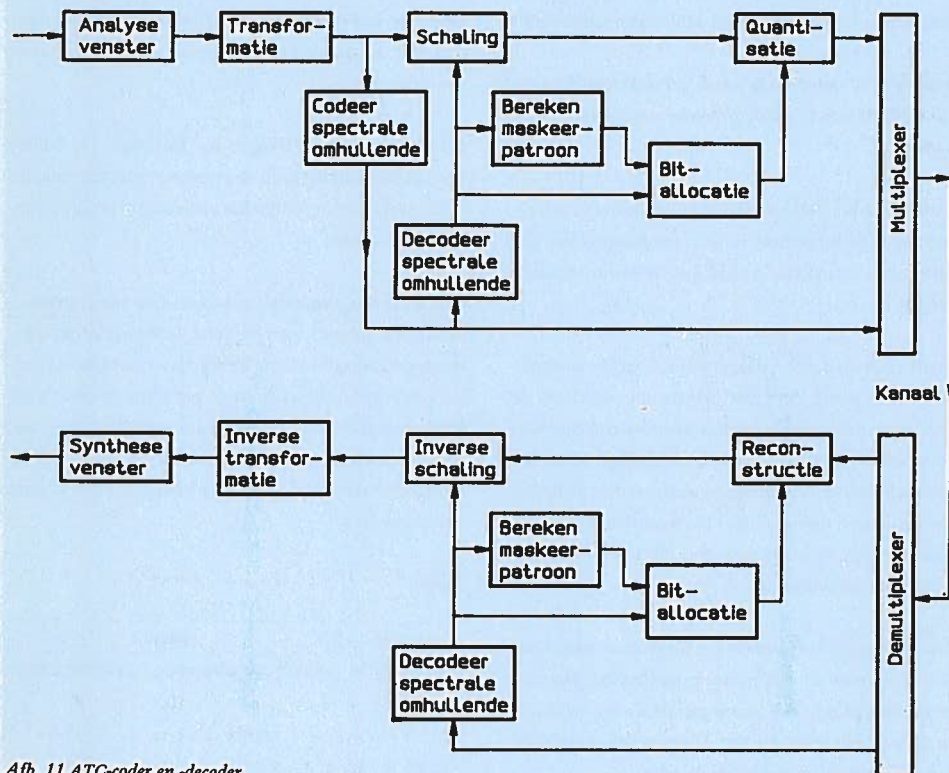 Analyse
venster
Transfor-
matie
Schaling
Quanti-
satie
Codeer
spectrale
omhullende
Bereken
maskeer-
patroon
Bit-
allocatie
Decodeer
spectrale
omhullende
Multiplexer
Kanaal
Synthese
venster
Inverse
transfor-
matie
Inverse
schaling
Recon-
structie
Bereken
maskeer-
patroon
Bit-
allocatie
Decodeer
spectrale
omhullende
Demultiplexer
Afb. 11 ATC-coder en -decoder